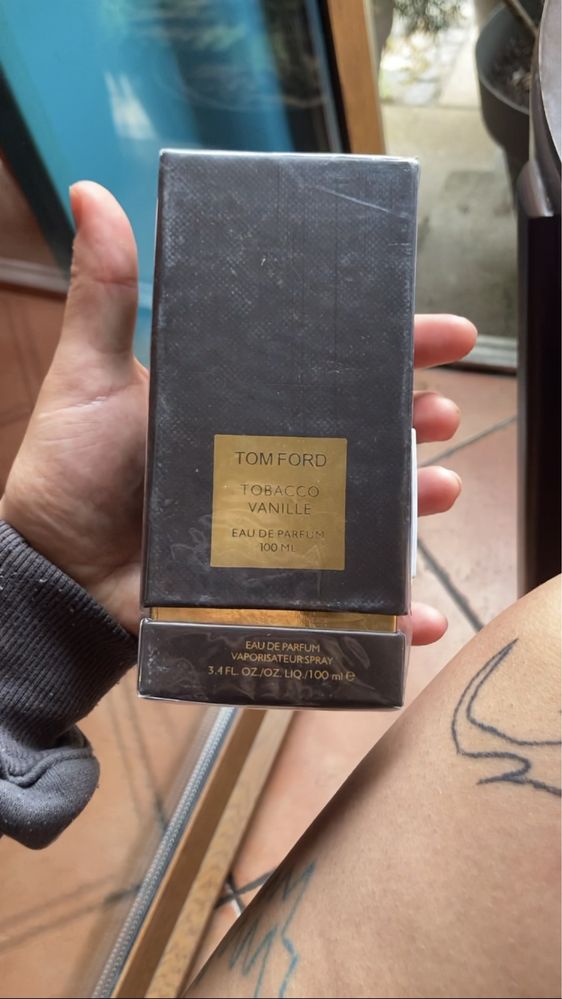 TOM FORD
TOBACCO
VANILLE
EAU DE PARFUM
100 ML
EAU DE PARFUM
VAPORISATEUR SPRAY
3.4 FL. OZ./OZ. LIQ./100 ml ℮